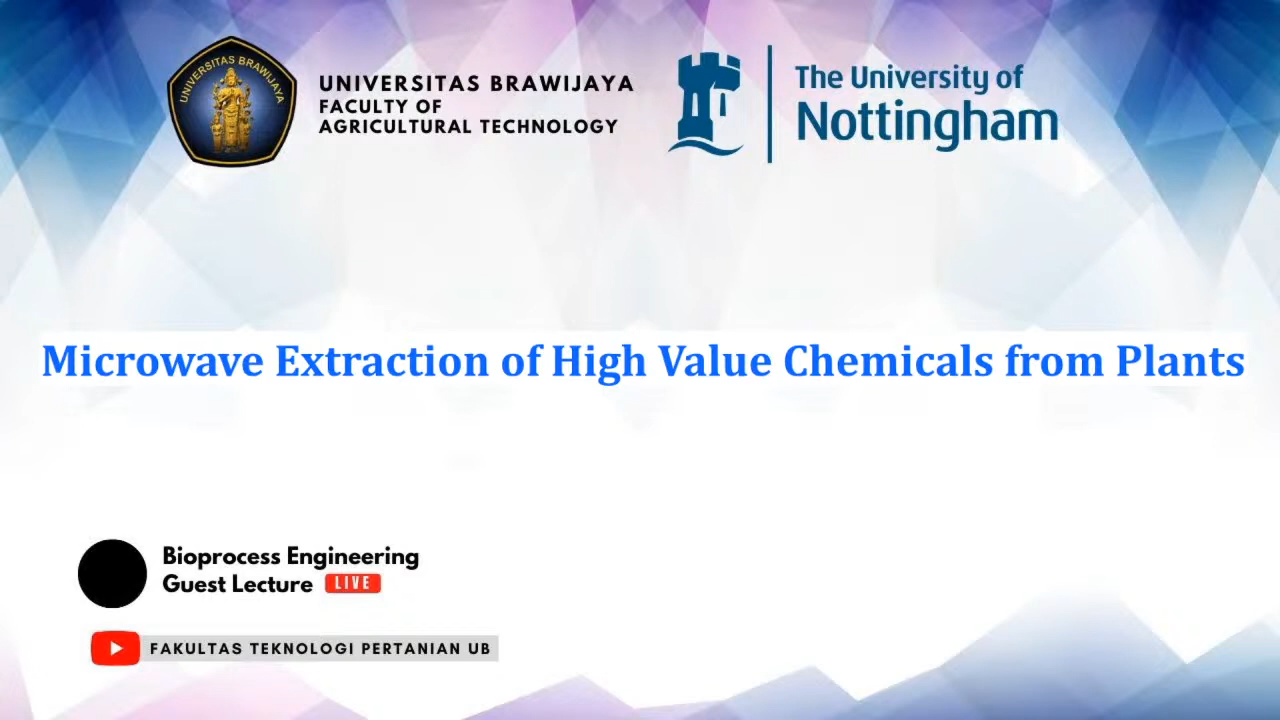 UNIVERSITAS BRAWIJAYA
UNIVERSITAS BRAWIJAYA
FACULTY OF
AGRICULTURAL TECHNOLOGY
The University of
Nottingham
Microwave Extraction of High Value Chemicals from Plants
Bioprocess Engineering
Guest Lecture LIVE
FAKULTAS TEKNOLOGI PERTANIAN UB